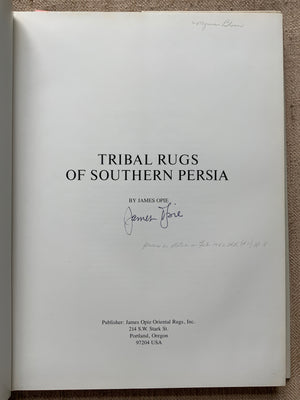 TRIBAL RUGS
OF SOUTHERN PERSIA
BY JAMES OPIE
James Opie
Publisher: James Opie Oriental Rugs, Inc.
214 S.W. Stark St.
Portland, Oregon
97204 USA